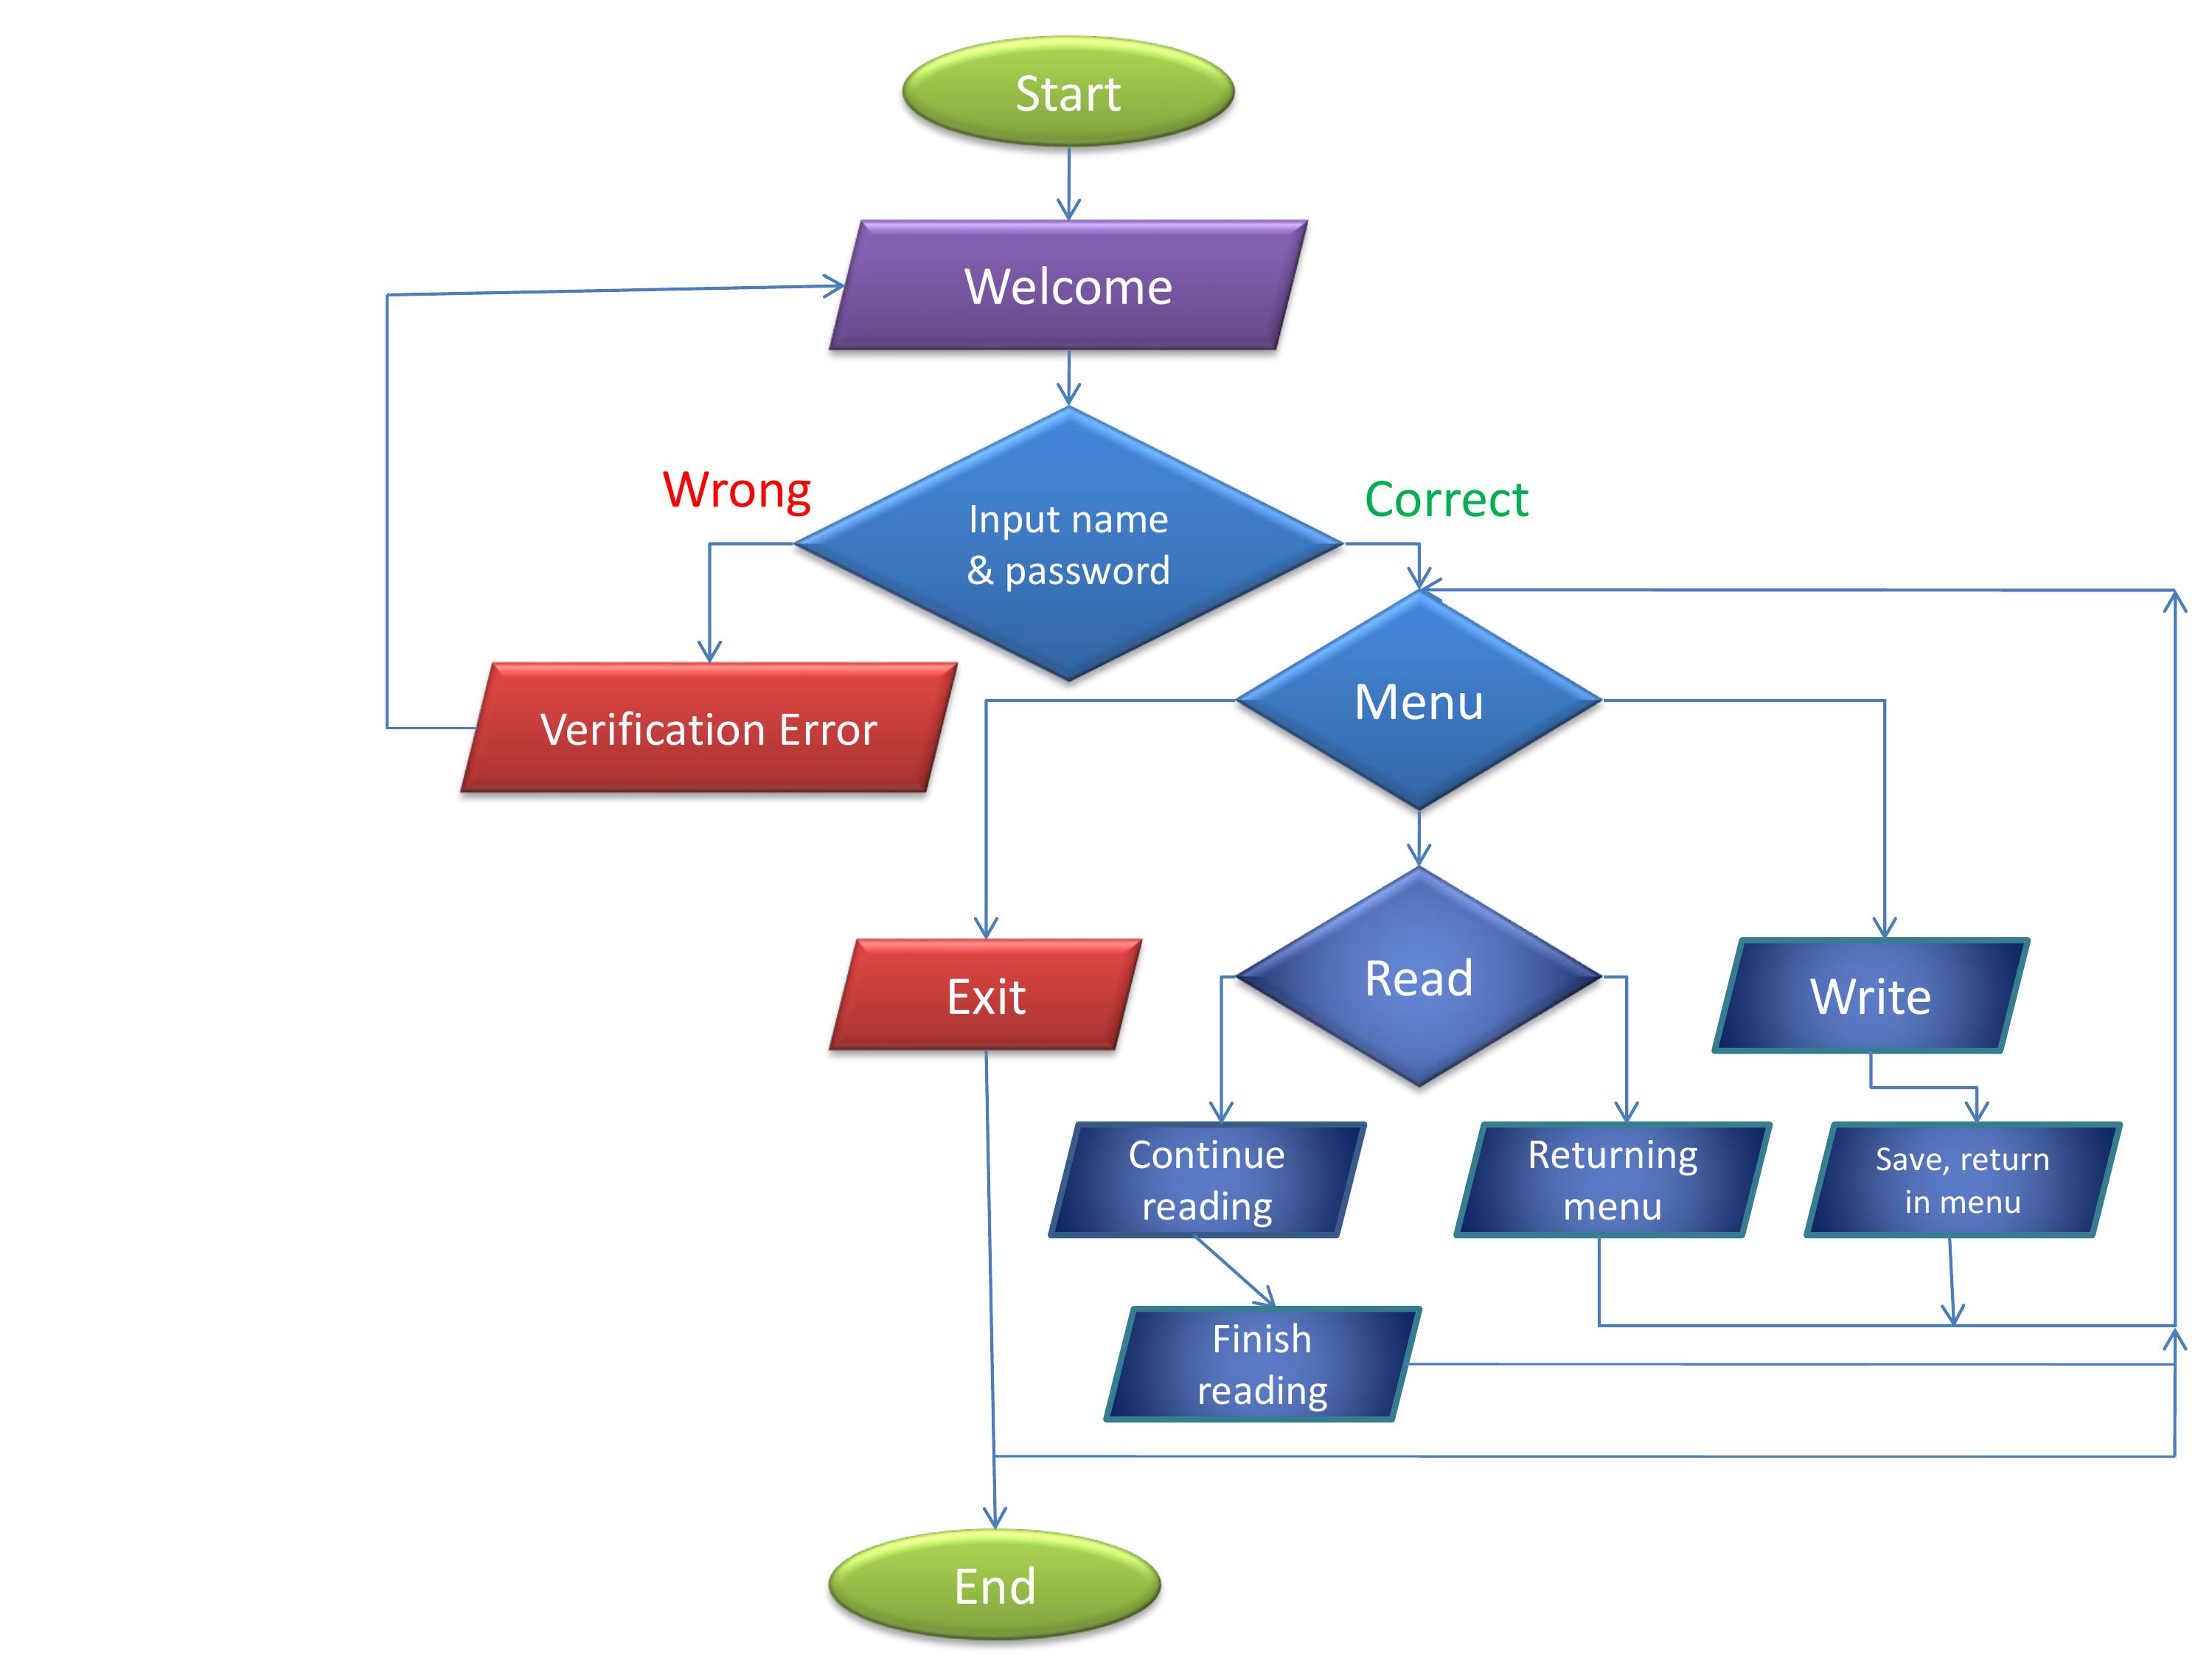 Start
Welcome
Wrong
Correct
Input name
& password
Menu
Verification Error
Exit
Read
Write
Continue
reading
Returning
menu
Save, return
in menu
Finish
reading
End